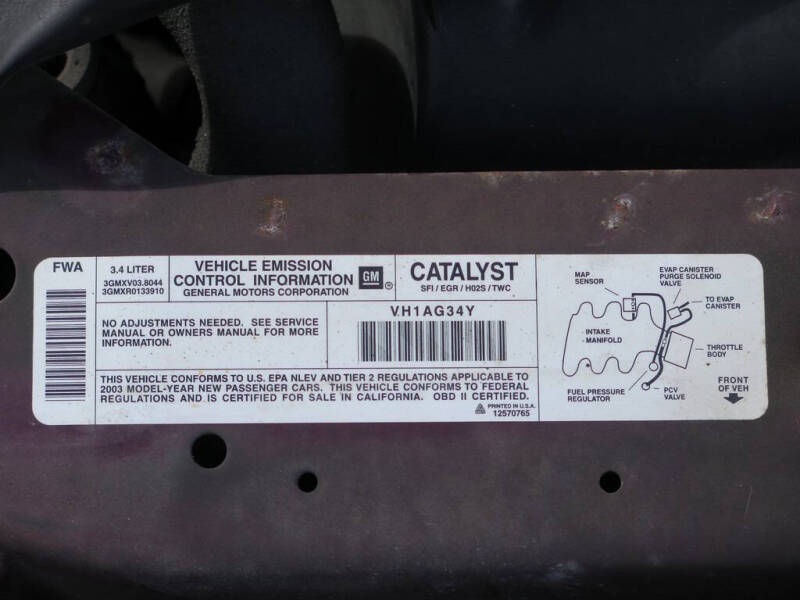 FWA
3.4 LITER
3GMXV03.8044
3GMXR0133910
VEHICLE EMISSION
CONTROL INFORMATION
GENERAL MOTORS CORPORATION
GM ®
CATALYST
SFI / EGR / H02S / TWC
NO ADJUSTMENTS NEEDED. SEE SERVICE
MANUAL OR OWNERS MANUAL FOR MORE
INFORMATION.
VH1AG34Y
THIS VEHICLE CONFORMS TO U.S. EPA NLEV AND TIER 2 REGULATIONS APPLICABLE TO
2003 MODEL-YEAR NEW PASSENGER CARS. THIS VEHICLE CONFORMS TO FEDERAL
REGULATIONS AND IS CERTIFIED FOR SALE IN CALIFORNIA. OBD II CERTIFIED.
PRINTED IN U.S.A.
12570765
MAP
SENSOR
EVAP CANISTER
PURGE SOLENOID
VALVE
TO EVAP
CANISTER
INTAKE
MANIFOLD
THROTTLE
BODY
FUEL PRESSURE
REGULATOR
PCV
VALVE
FRONT
OF VEH